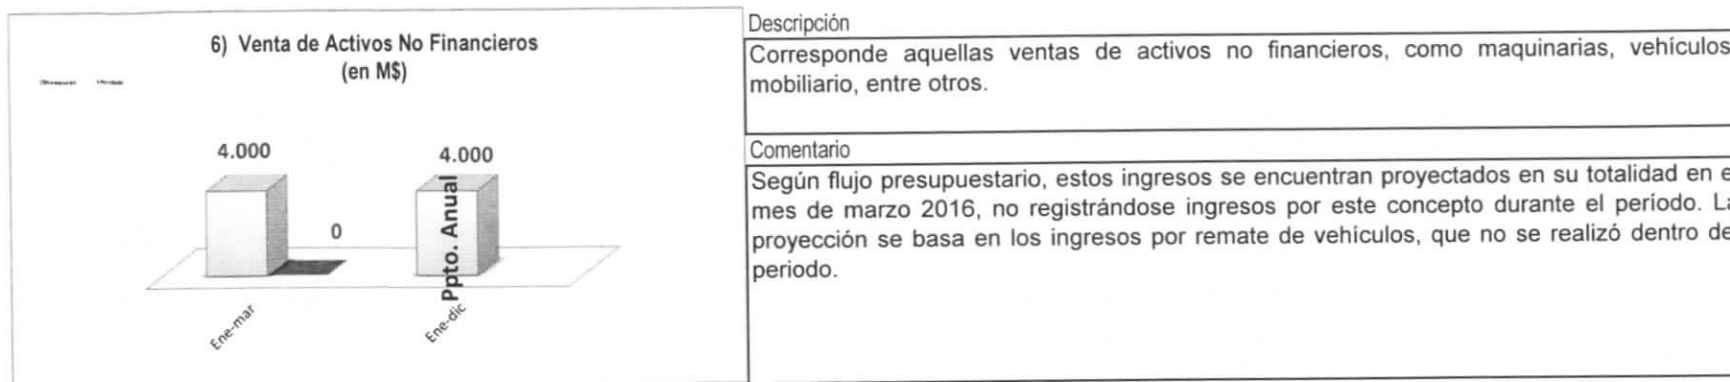 6) Venta de Activos No Financieros
(en M$)
4.000
4.000
0
Ppto. Anual
Ene-mar
Ene-dic
Descripción
Corresponde aquellas ventas de activos no financieros, como maquinarias, vehículos
mobiliario, entre otros.
Comentario
Según flujo presupuestario, estos ingresos se encuentran proyectados en su totalidad en e
mes de marzo 2016, no registrándose ingresos por este concepto durante el período. La
proyección se basa en los ingresos por remate de vehículos, que no se realizó dentro de
periodo.